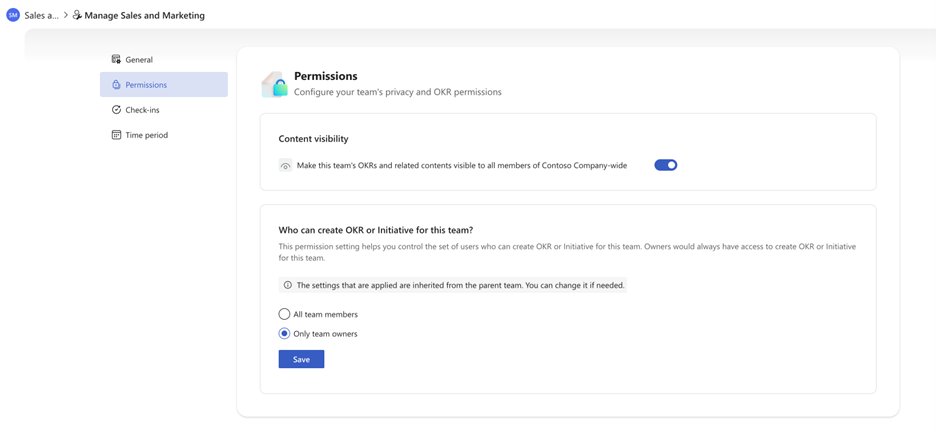 SM Sales a... > Manage Sales and Marketing
General
Permissions
Check-ins
Time period
Permissions
Configure your team's privacy and OKR permissions
Content visibility
Make this team's OKRs and related contents visible to all members of Contoso Company-wide
Who can create OKR or Initiative for this team?
This permission setting helps you control the set of users who can create OKR or Initiative for this team. Owners would always have access to create OKR or Initiative
for this team.
The settings that are applied are inherited from the parent team. You can change it if needed.
All team members
Only team owners
Save